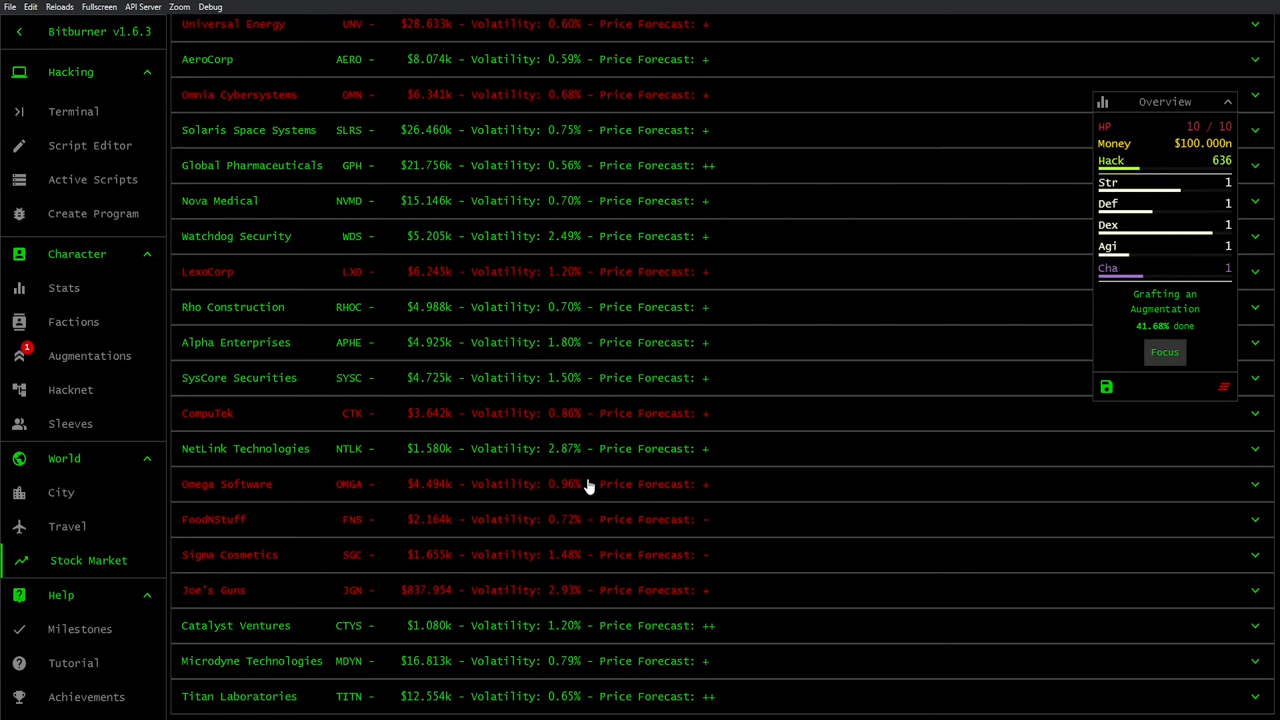 File Edit Reloads Fullscreen API Server Zoom Debug
Bitburner v1.6.3
Hacking
Terminal
Script Editor
Active Scripts
Create Program
Character
Stats
Factions
1
Augmentations
Hacknet
Sleeves
World
City
Travel
Stock Market
Help
Milestones
Tutorial
Achievements
Universal Energy UNV - $28.633k - Volatility: 0.60% - Price Forecast: +
AeroCorp AERO - $8.074k - Volatility: 0.59% - Price Forecast: +
Omnia Cybersystems OMN - $6.341k - Volatility: 0.68% - Price Forecast: +
Solaris Space Systems SLRS - $26.460k - Volatility: 0.75% - Price Forecast: +
Global Pharmaceuticals GPH - $21.756k - Volatility: 0.56% - Price Forecast: ++
Nova Medical NVMD - $15.146k - Volatility: 0.70% - Price Forecast: +
Watchdog Security WDS - $5.205k - Volatility: 2.49% - Price Forecast: +
LexoCorp LXO - $6.245k - Volatility: 1.20% - Price Forecast: +
Rho Construction RHOC - $4.988k - Volatility: 0.70% - Price Forecast: +
Alpha Enterprises APHE - $4.925k - Volatility: 1.80% - Price Forecast: +
SysCore Securities SYSC - $4.725k - Volatility: 1.50% - Price Forecast: +
CompuTek CTK - $3.642k - Volatility: 0.86% - Price Forecast: +
NetLink Technologies NTLK - $1.580k - Volatility: 2.87% - Price Forecast: +
Omega Software OMGA - $4.494k - Volatility: 0.96% - Price Forecast: +
FoodNStuff FNS - $2.164k - Volatility: 0.72% - Price Forecast: -
Sigma Cosmetics SGC - $1.655k - Volatility: 1.48% - Price Forecast: -
Joe's Guns JGN - $837.954 - Volatility: 2.93% - Price Forecast: +
Catalyst Ventures CTYS - $1.080k - Volatility: 1.20% - Price Forecast: ++
Microdyne Technologies MDYN - $16.813k - Volatility: 0.79% - Price Forecast: +
Titan Laboratories TITN - $12.554k - Volatility: 0.65% - Price Forecast: ++
Overview
HP 10 / 10
Money $100.000n
Hack 636
Str 1
Def 1
Dex 1
Agi 1
Cha 1
Grafting an
Augmentation
41.68% done
Focus